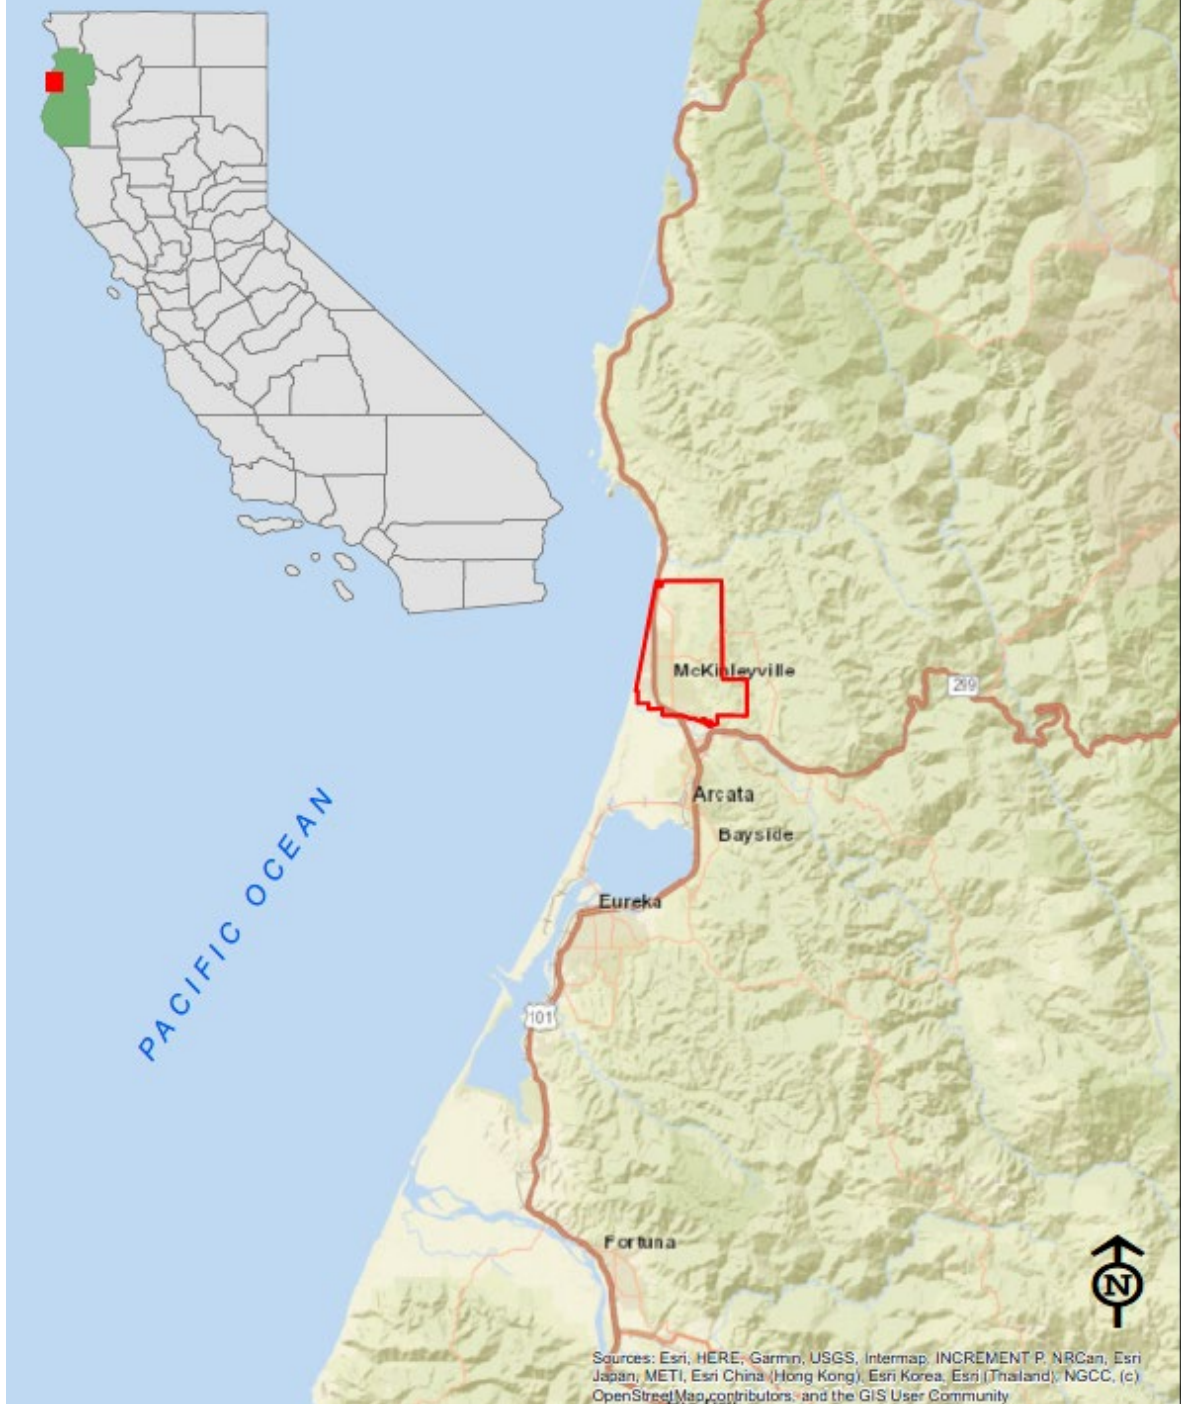 McKinleyville
299
Arcata
Bayside
Eureka
PACIFIC OCEAN
101
Fortuna
N
Sources: Esri, HERE, Garmin, USGS, Intermap, INCREMENT P, NRCan, Esri
Japan, METI, Esri China (Hong Kong), Esri Korea, Esri (Thailand), NGCC, (c)
OpenStreetMap contributors, and the GIS User Community